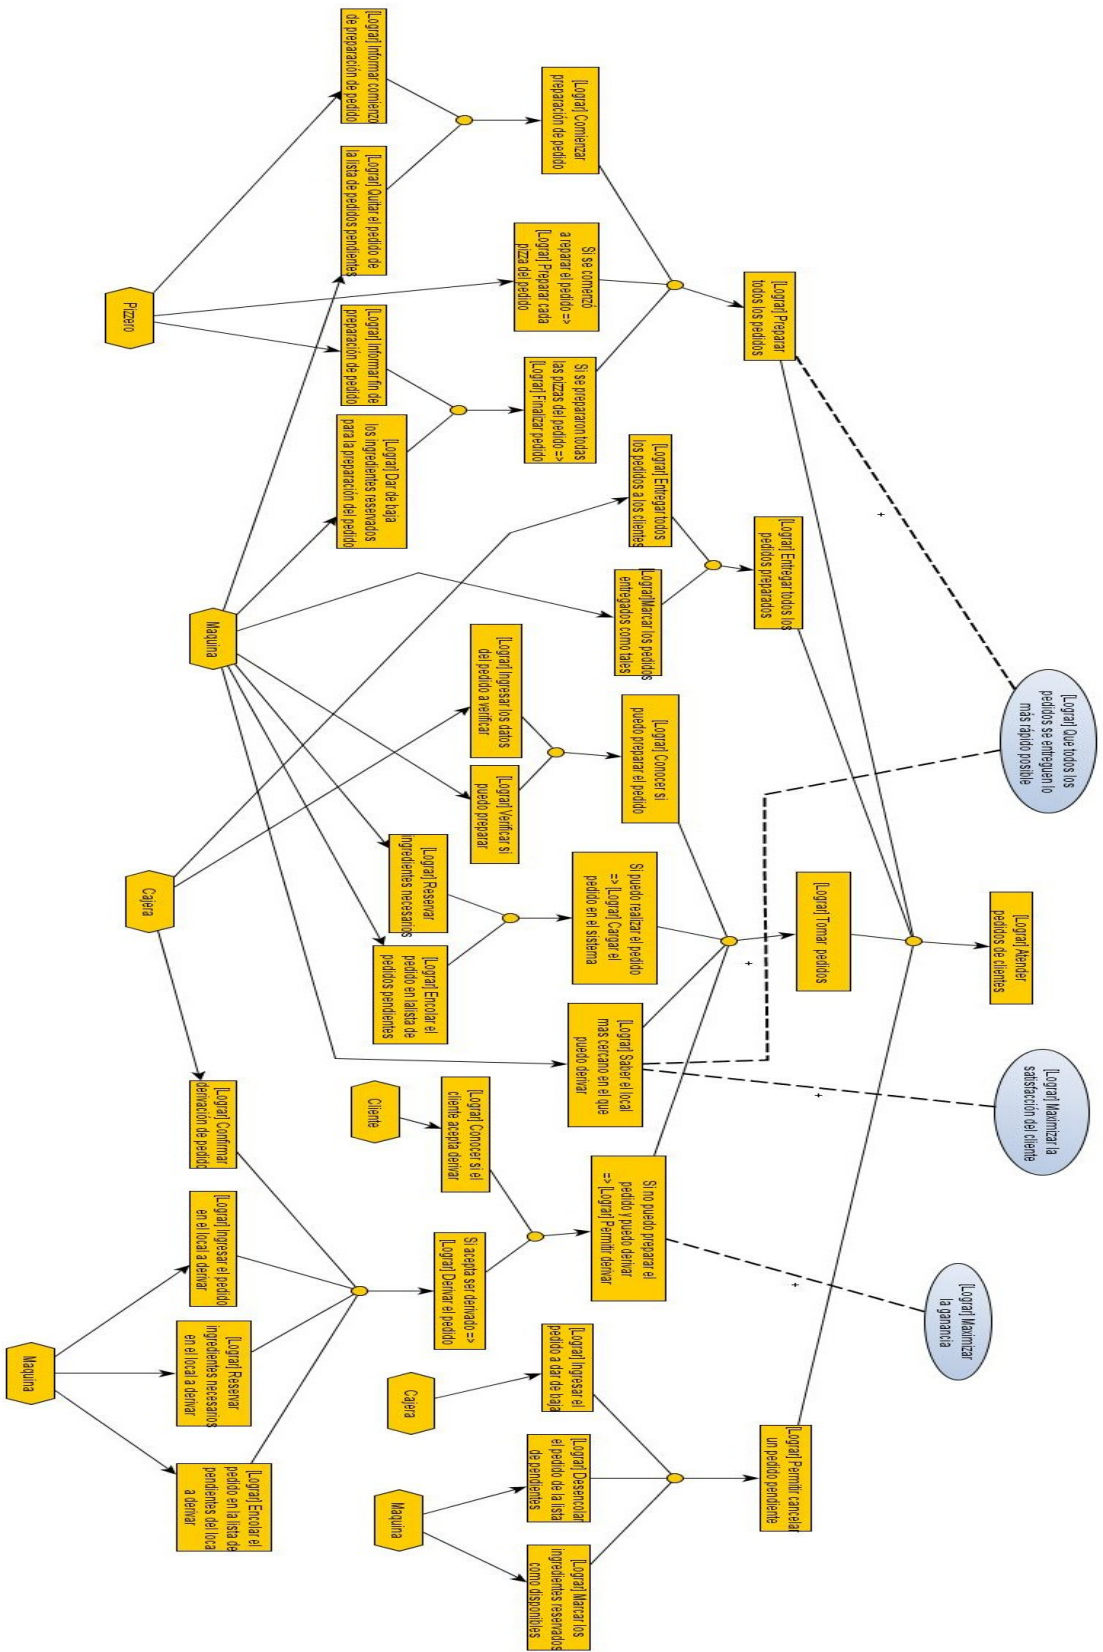 [Lograr] Atender
pedidos de clientes
[Lograr] Que todos los
pedidos se entreguen lo
más rápido posible
[Lograr] Maximizar la
satisfacción del cliente
[Lograr] Maximizar
la ganancia
[Lograr] Preparar
todos los pedidos
[Lograr] Entregar todos los
pedidos preparados
[Lograr] Tomar pedidos
[Lograr] Permitir cancelar
un pedido pendiente
+
+
+
+
[Lograr] Comienzar
preparación de pedido
Si se comenzó
a reparar el pedido =>
[Lograr] Preparar cada
pizza del pedido
Si se prepararon todas
las pizzas del pedido =>
[Lograr] Finalizar pedido
[Lograr] Entregar todos
los pedidos a los clientes
[Lograr]Marcar los pedidos
entregados como tales
[Lograr] Conocer si
puedo preparar el pedido
Si puedo realizar el pedido
=> [Lograr] Cargar el
pedido en el sistema
[Lograr] Saber el local
mas cercano en el que
puedo derivar
Si no puedo preparar el
pedido y puedo derivar
=> [Lograr] Permitir derivar
[Lograr] Ingresar el
pedido a dar de baja
[Lograr] Desencolar
el pedido de la lista
de pendientes
[Lograr] Marcar los
ingredientes reservados
como disponibles
[Lograr] Informar comienzo
de preparación de pedido
[Lograr] Quitar el pedido de
la lista de pedidos pendientes
[Lograr] Informar fin de
preparación de pedido
[Lograr] Dar de baja
los ingredientes reservados
para la preparación del pedido
[Lograr] Ingresar los datos
del pedido a verificar
[Lograr] Verificar si
puedo preparar
[Lograr] Reservar
ingredientes necesarios
[Lograr] Encolar el
pedido en lalista de
pedidos pendientes
[Lograr] Conocer si el
cliente acepta derivar
Si acepta ser derivado =>
[Lograr] Derivar el pedido
Cliente
Cajera
Maquina
Pizzero
Maquina
Cajera
[Lograr] Confirmar
derivación de pedido
[Lograr] Ingresar el pedido
en el local a derivar
[Lograr] Reservar
ingredientes necesarios
en el local a derivar
[Lograr] Encolar el
pedido en la lista de
pendientes del loca
a derivar
Maquina